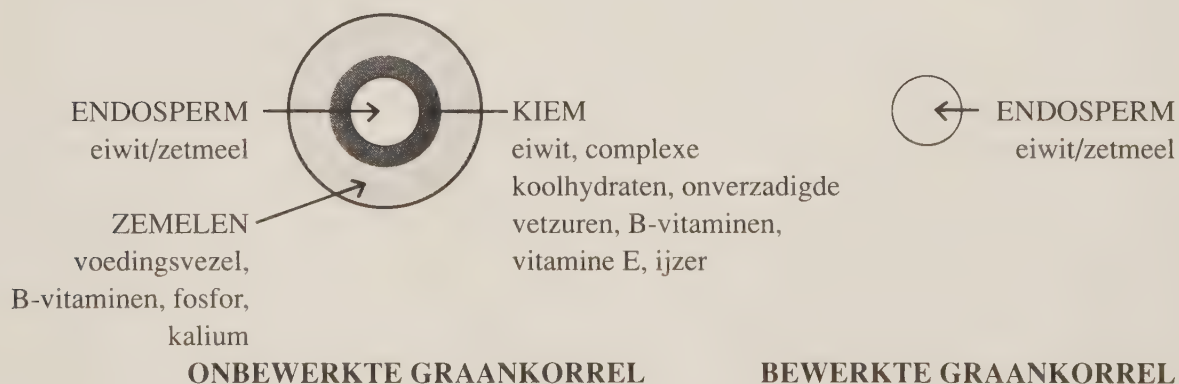 ENDOSPERM
eiwit/zetmeel
ZEMELEN
voedingsvezel,
B-vitaminen, fosfor,
kalium
KIEM
eiwit, complexe
koolhydraten, onverzadigde
vetzuren, B-vitaminen,
vitamine E, ijzer
ONBEWERKTE GRAANKORREL
ENDOSPERM
eiwit/zetmeel
BEWERKTE GRAANKORREL